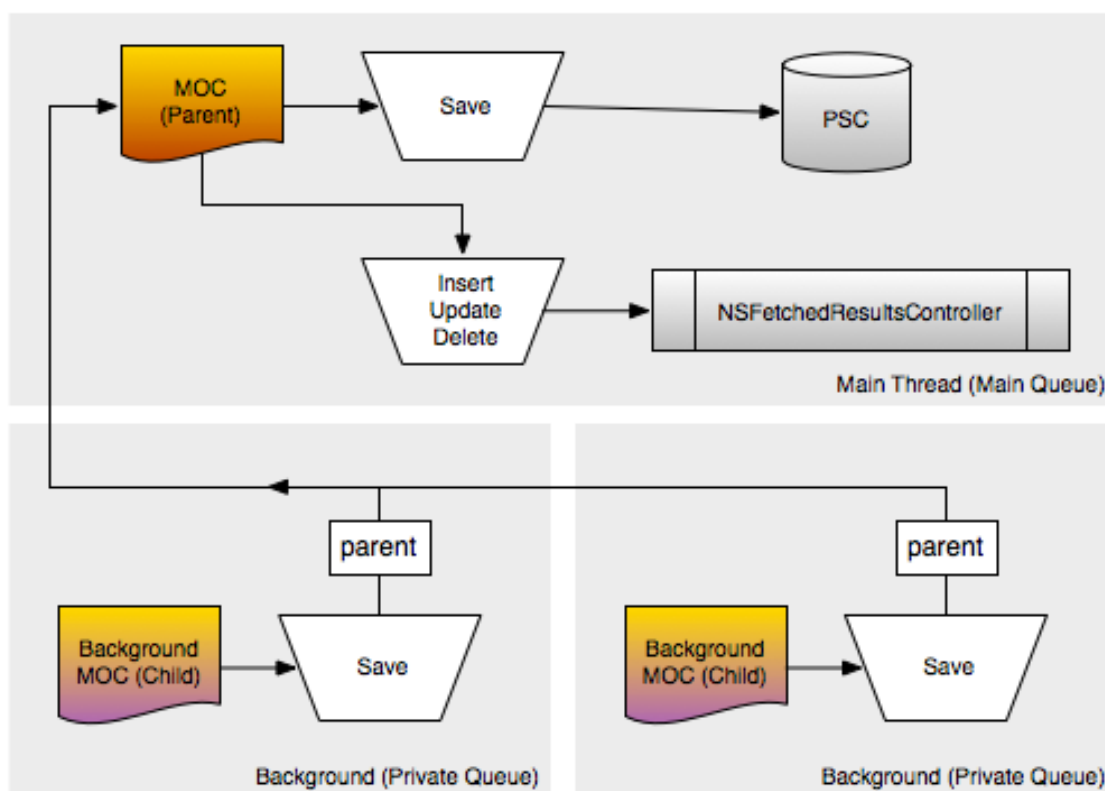 MOC
(Parent)
Save
PSC
Insert
Update
Delete
NSFetchedResultsController
Main Thread (Main Queue)
parent
Background
MOC (Child)
Save
Background (Private Queue)
parent
Background
MOC (Child)
Save
Background (Private Queue)